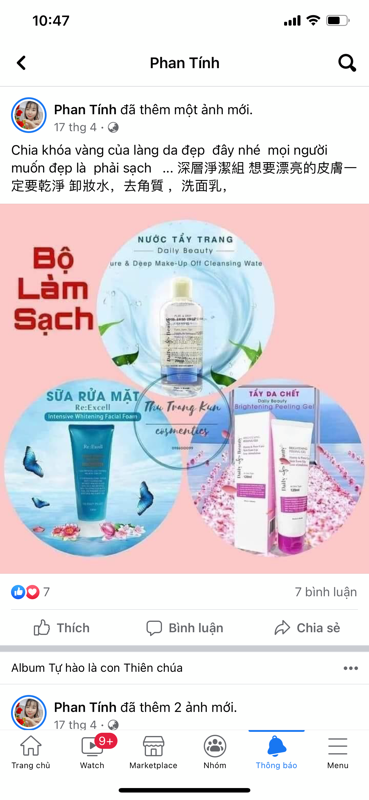 10:47
Phan Tính
Phan Tính đã thêm một ảnh mới.
17 thg 4
Chia khóa vàng của làng da đẹp đây nhé mọi người
muốn đẹp là phải sạch ... 深層淨潔組 想要漂亮的皮膚一
定要乾淨 卸妝水, 去角質 , 洗面乳,
Bộ
Làm
Sạch
NƯỚC TẨY TRANG
Daily Beauty
ure & Deep Make-Up Off Cleansing Wate
SỮA RỬA MẶT
Re:Excell
Intensive Whitening Facial Foam
Thu Trang Kun
cosmentics
TẨY DA CHẾT
Daily Beauty
Brightening Peeling Gel
7
7 bình luận
Thích
Bình luận
Chia sẻ
Album Tự hào là con Thiên chúa
Phan Tính đã thêm 2 ảnh mới.
17 thg 4
9+
Trang chủ
Watch
Marketplace
Nhóm
Thông báo
Menu